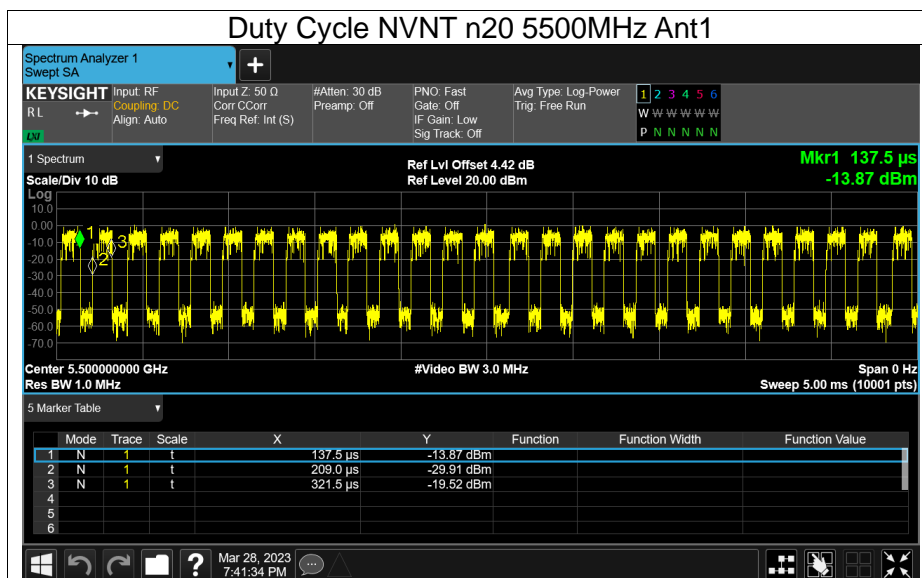 Duty Cycle NVNT n20 5500MHz Ant1
Spectrum Analyzer 1
Swept SA
+
KEYSIGHT Input: RF Input Z: 50 Ω #Atten: 30 dB PNO: Fast Avg Type: Log-Power 1 2 3 4 5 6
RL Coupling: DC Corr CCorr Preamp: Off Gate: Off Trig: Free Run W W W W W W
Align: Auto Freq Ref: Int (S) IF Gain: Low
LXI Sig Track: Off P N N N N N
1 Spectrum Ref Lvl Offset 4.42 dB Mkr1 137.5 µs
Scale/Div 10 dB Ref Level 20.00 dBm -13.87 dBm
Log
10.0
0.00
-10.0
-20.0
-30.0
-40.0
-50.0
-60.0
-70.0
1
2
3
Center 5.500000000 GHz #Video BW 3.0 MHz Span 0 Hz
Res BW 1.0 MHz Sweep 5.00 ms (10001 pts)
5 Marker Table
Mode Trace Scale X Y Function Function Width Function Value
1 N 1 t 137.5 µs -13.87 dBm
2 N 1 t 209.0 µs -29.91 dBm
3 N 1 t 321.5 µs -19.52 dBm
4
5
6
? Mar 28, 2023
7:41:34 PM